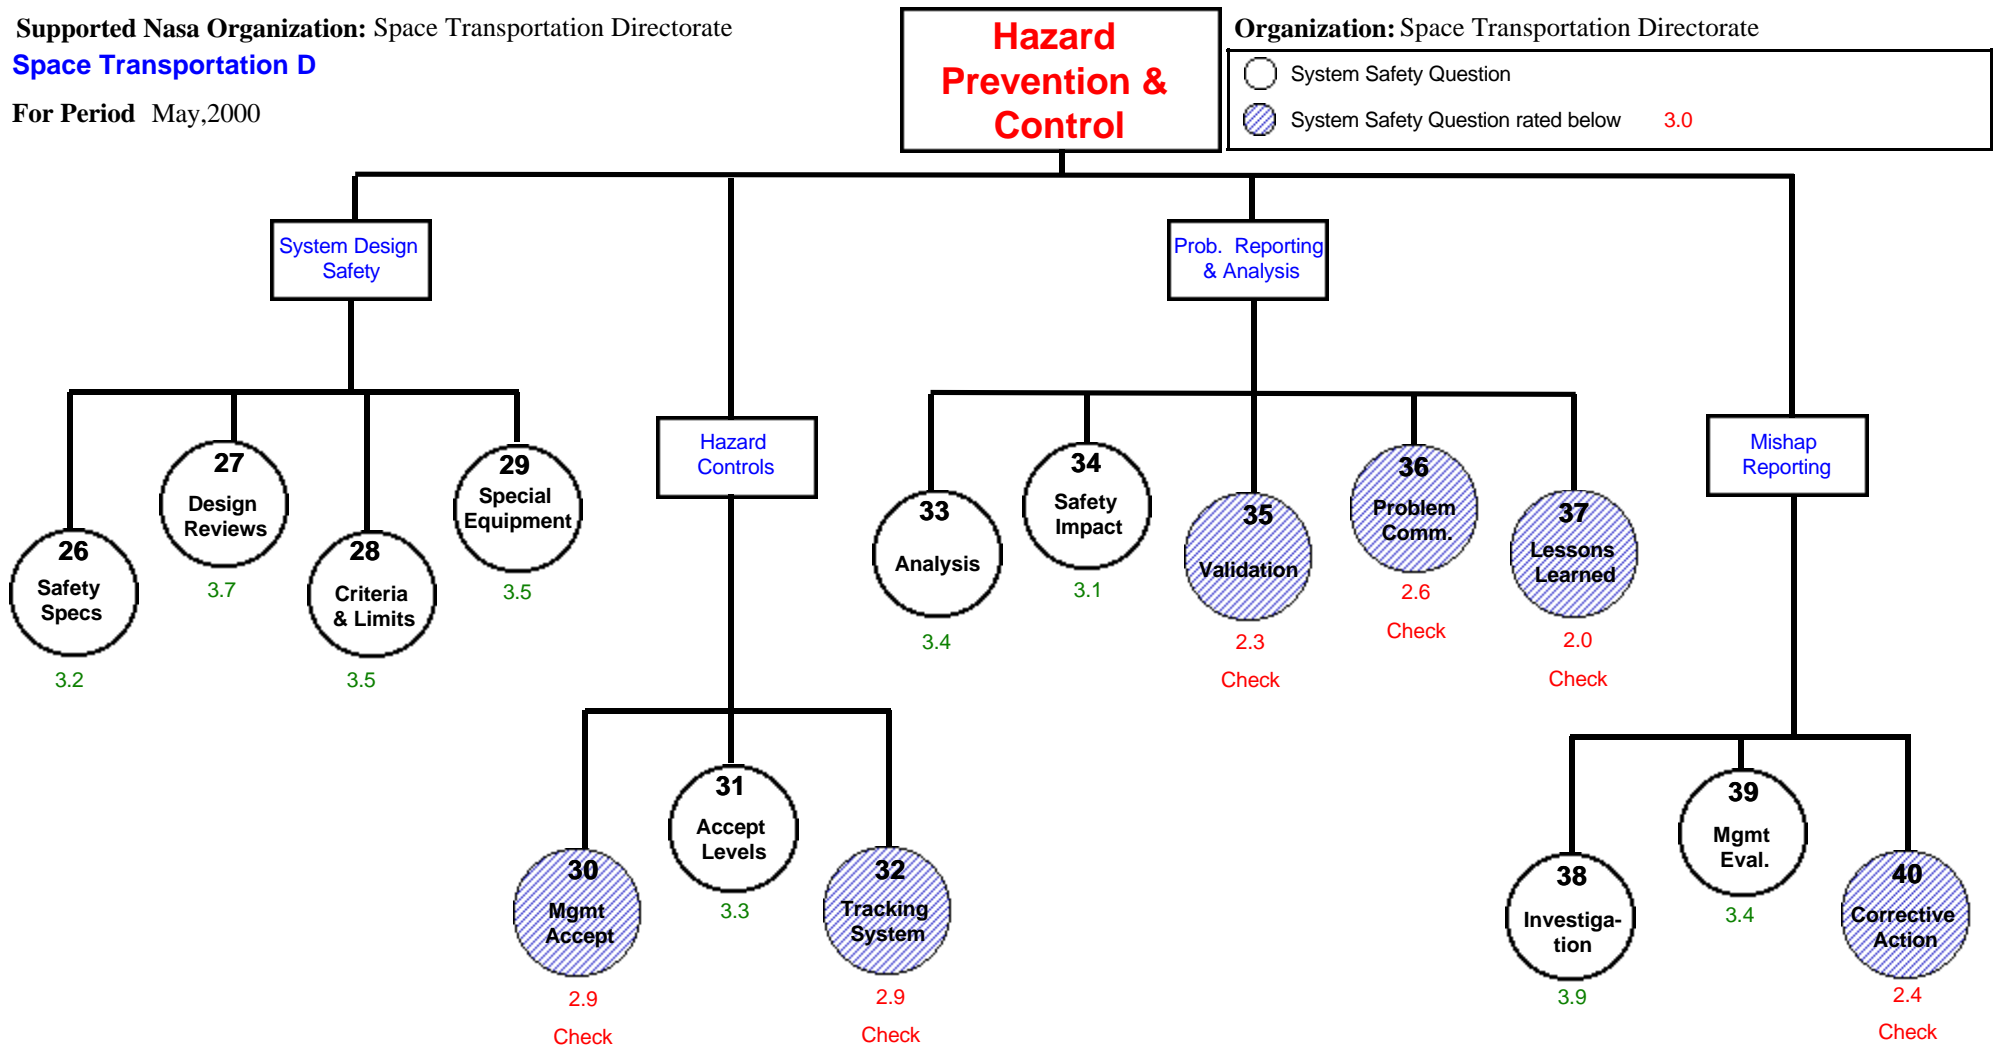 Supported Nasa Organization: Space Transportation Directorate
Space Transportation D
For Period May,2000
Hazard
Prevention &
Control
Organization: Space Transportation Directorate
System Safety Question
System Safety Question rated below 3.0
System Design
Safety
Prob. Reporting
& Analysis
Hazard
Controls
Mishap
Reporting
26
Safety
Specs
3.2
27
Design
Reviews
3.7
28
Criteria
& Limits
3.5
29
Special
Equipment
3.5
30
Mgmt
Accept
2.9
Check
31
Accept
Levels
3.3
32
Tracking
System
2.9
Check
33
Analysis
3.4
34
Safety
Impact
3.1
35
Validation
2.3
Check
36
Problem
Comm.
2.6
Check
37
Lessons
Learned
2.0
Check
38
Investiga-
tion
3.9
39
Mgmt
Eval.
3.4
40
Corrective
Action
2.4
Check